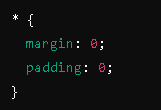 * {
  margin: 0;
  padding: 0;
}